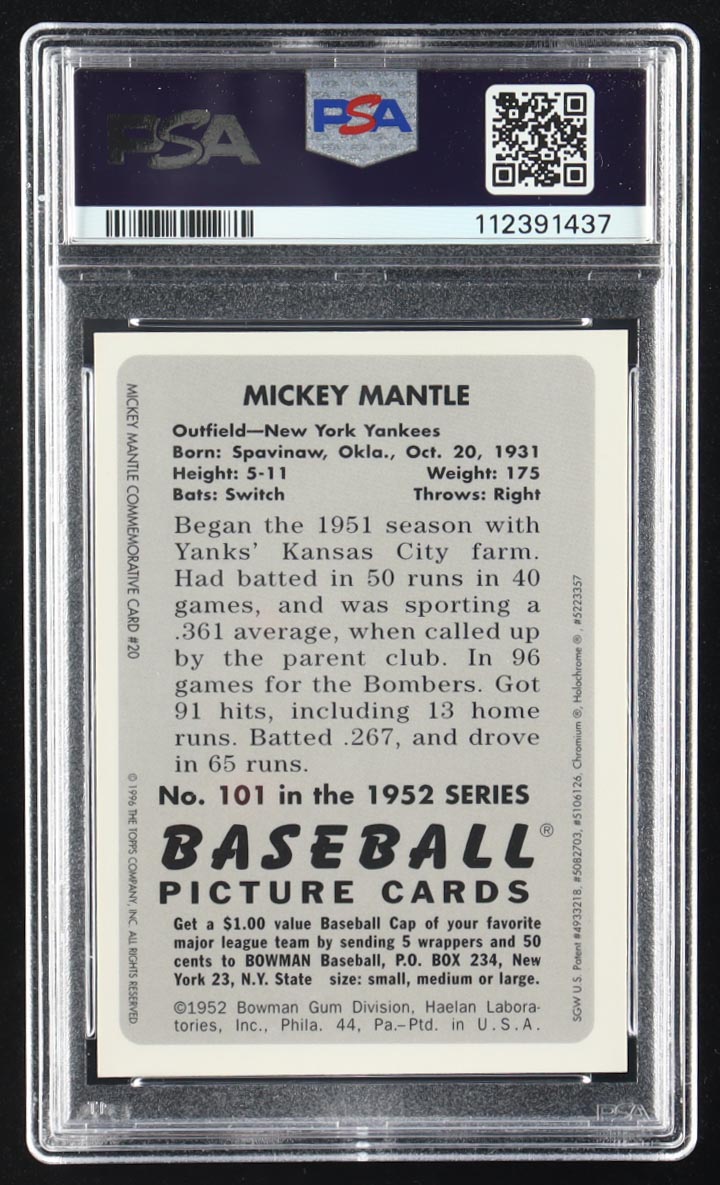 PSA
PSA
112391437
MICKEY MANTLE
Outfield—New York Yankees
Born: Spavinaw, Okla., Oct. 20, 1931
Height: 5-11 Weight: 175
Bats: Switch Throws: Right
Began the 1951 season with
Yanks' Kansas City farm.
Had batted in 50 runs in 40
games, and was sporting a
.361 average, when called up
by the parent club. In 96
games for the Bombers. Got
91 hits, including 13 home
runs. Batted .267, and drove
in 65 runs.
No. 101 in the 1952 SERIES
BASEBALL®
PICTURE CARDS
Get a $1.00 value Baseball Cap of your favorite
major league team by sending 5 wrappers and 50
cents to BOWMAN Baseball, P.O. BOX 234, New
York 23, N.Y. State size: small, medium or large.
©1952 Bowman Gum Division, Haelan Labora-
tories, Inc., Phila. 44, Pa.–Ptd. in U.S.A.
MICKEY MANTLE COMMEMORATIVE CARD #20
© 1996 THE TOPPS COMPANY, INC. ALL RIGHTS RESERVED
SGW U.S. Patent #4933218, #5082703, #5106126, Chromium®, Holochrome®, #5223357
PSA